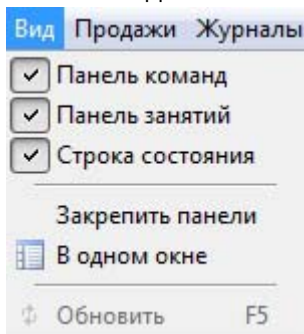 Вид Продажи Журналы
Панель команд
Панель занятий
Строка состояния
Закрепить панели
В одном окне
Обновить F5